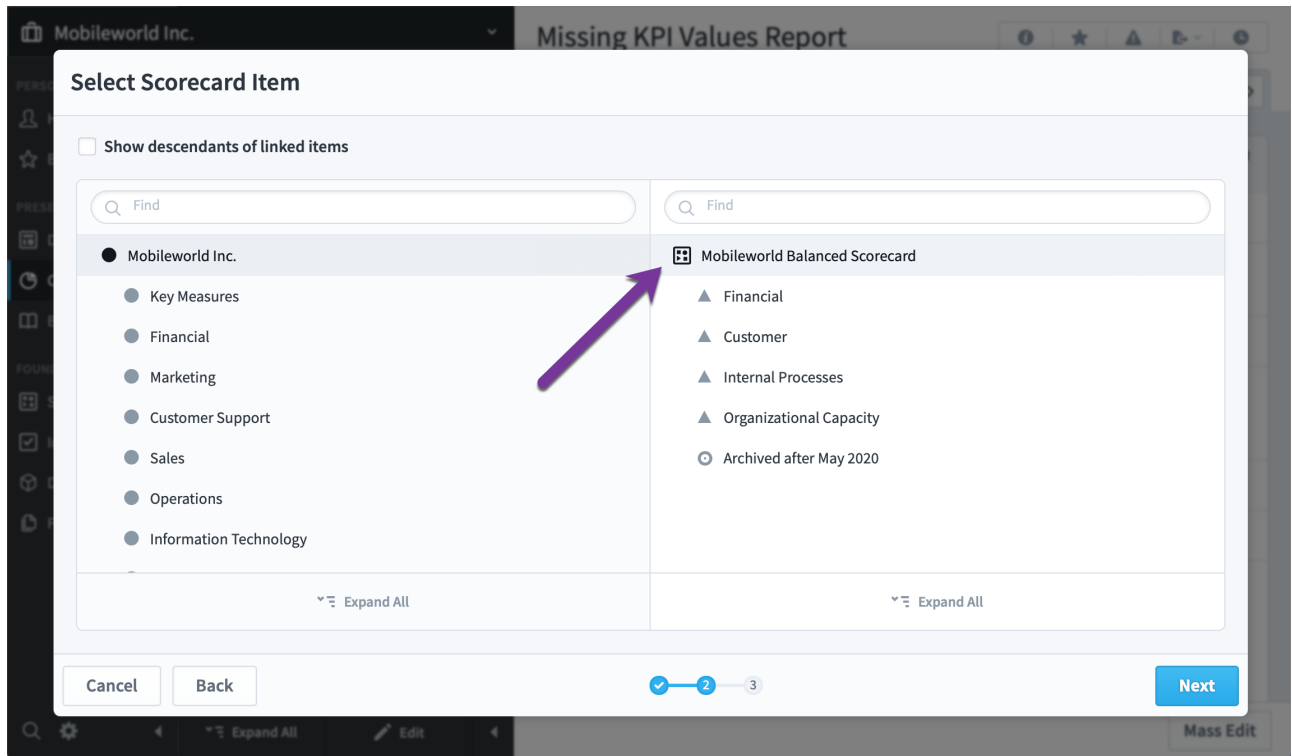 Mobileworld Inc.
Missing KPI Values Report
Select Scorecard Item
Show descendants of linked items
Find
Find
Mobileworld Inc.
Key Measures
Financial
Marketing
Customer Support
Sales
Operations
Information Technology
Mobileworld Balanced Scorecard
Financial
Customer
Internal Processes
Organizational Capacity
Archived after May 2020
Expand All
Expand All
Cancel
Back
2
3
Next
Expand All
Edit
Mass Edit